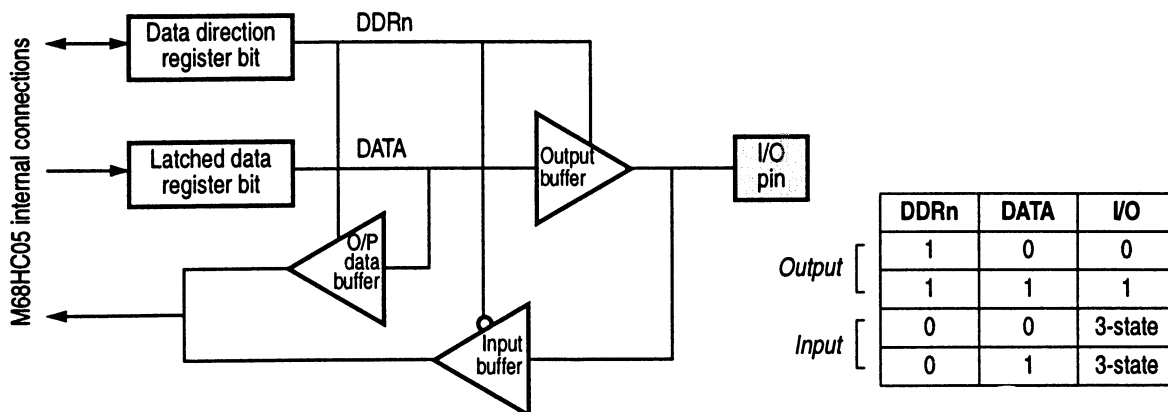 M68HC05 internal connections
Data direction
register bit
DDRn
Latched data
register bit
DATA
Output
buffer
I/O
pin
O/P
data
buffer
Input
buffer
DDRn DATA I/O
Output
1 0 0
1 1 1
Input
0 0 3-state
0 1 3-state